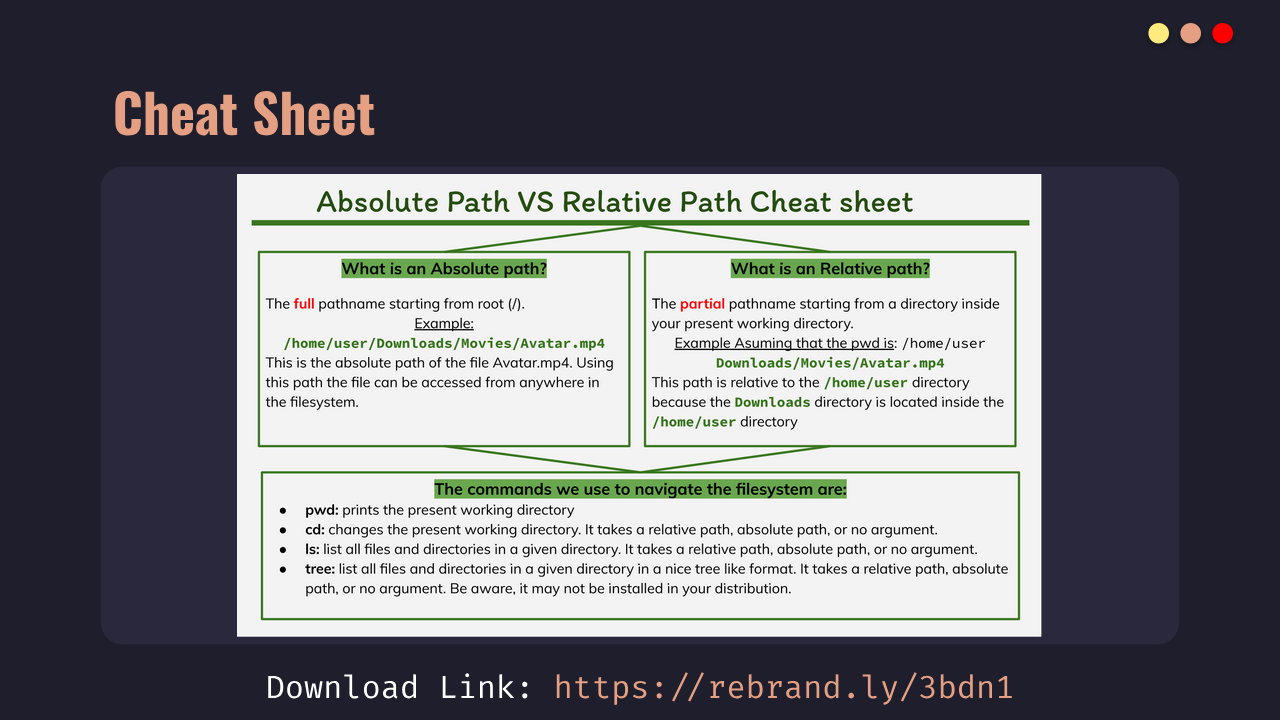 Cheat Sheet
Absolute Path VS Relative Path Cheat sheet
What is an Absolute path?
The full pathname starting from root (/).
Example:
/home/user/Downloads/Movies/Avatar.mp4
This is the absolute path of the file Avatar.mp4. Using
this path the file can be accessed from anywhere in
the filesystem.
What is an Relative path?
The partial pathname starting from a directory inside
your present working directory.
Example Asuming that the pwd is: /home/user
Downloads/Movies/Avatar.mp4
This path is relative to the /home/user directory
because the Downloads directory is located inside the
/home/user directory
The commands we use to navigate the filesystem are:
● pwd: prints the present working directory
● cd: changes the present working directory. It takes a relative path, absolute path, or no argument.
● ls: list all files and directories in a given directory. It takes a relative path, absolute path, or no argument.
● tree: list all files and directories in a given directory in a nice tree like format. It takes a relative path, absolute
path, or no argument. Be aware, it may not be installed in your distribution.
Download Link: https://rebrand.ly/3bdn1